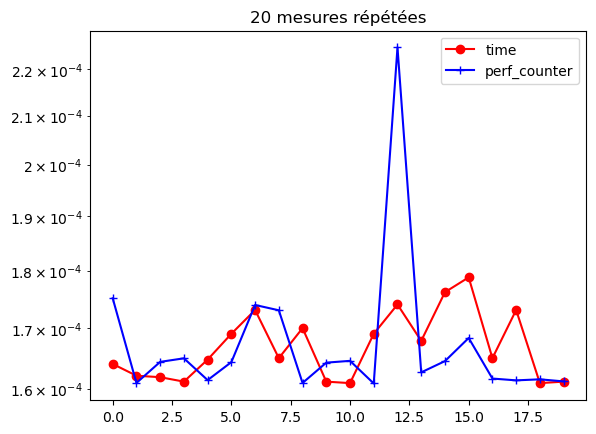 20 mesures répétées
time
perf_counter
2.2 × 10⁻⁴
2.1 × 10⁻⁴
2 × 10⁻⁴
1.9 × 10⁻⁴
1.8 × 10⁻⁴
1.7 × 10⁻⁴
1.6 × 10⁻⁴
0.0 2.5 5.0 7.5 10.0 12.5 15.0 17.5